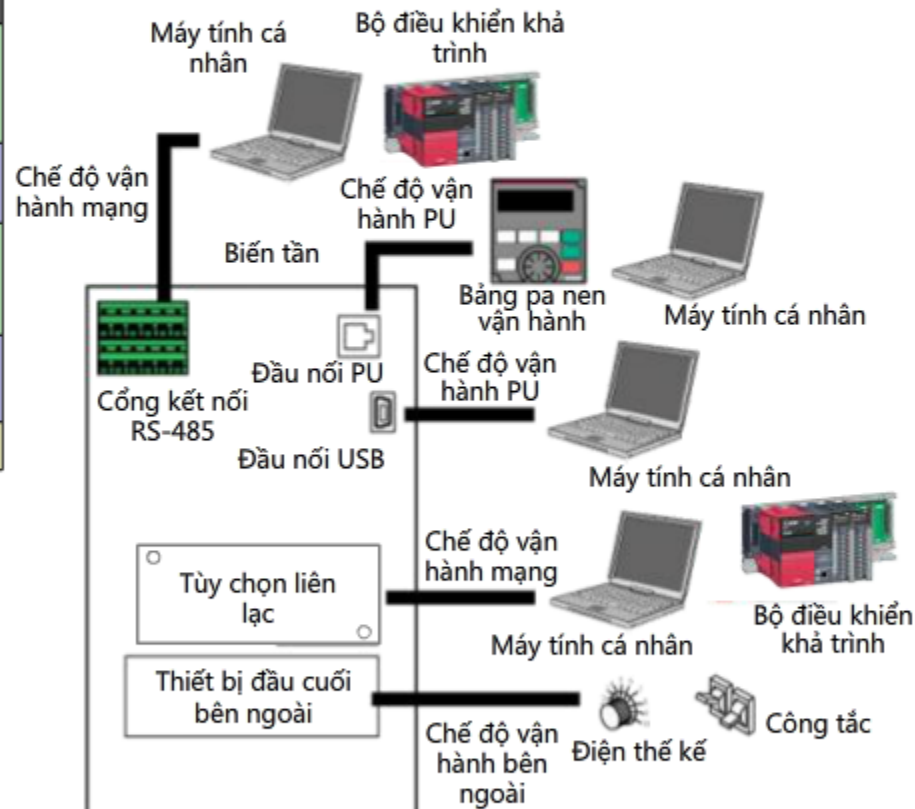 Máy tính cá
nhân
Bộ điều khiển khả
trình
Chế độ vận
hành mạng
Chế độ vận
hành PU
Biến tần
Bảng pa nen
vận hành
Máy tính cá nhân
Đầu nối PU
Chế độ vận
hành PU
Cổng kết nối
RS-485
Đầu nối USB
Máy tính cá nhân
Chế độ vận
hành mạng
Tùy chọn liên
lạc
Máy tính cá nhân
Bộ điều khiển
khả trình
Thiết bị đầu cuối
bên ngoài
Chế độ vận
hành bên
ngoài
Điện thế kế
Công tắc